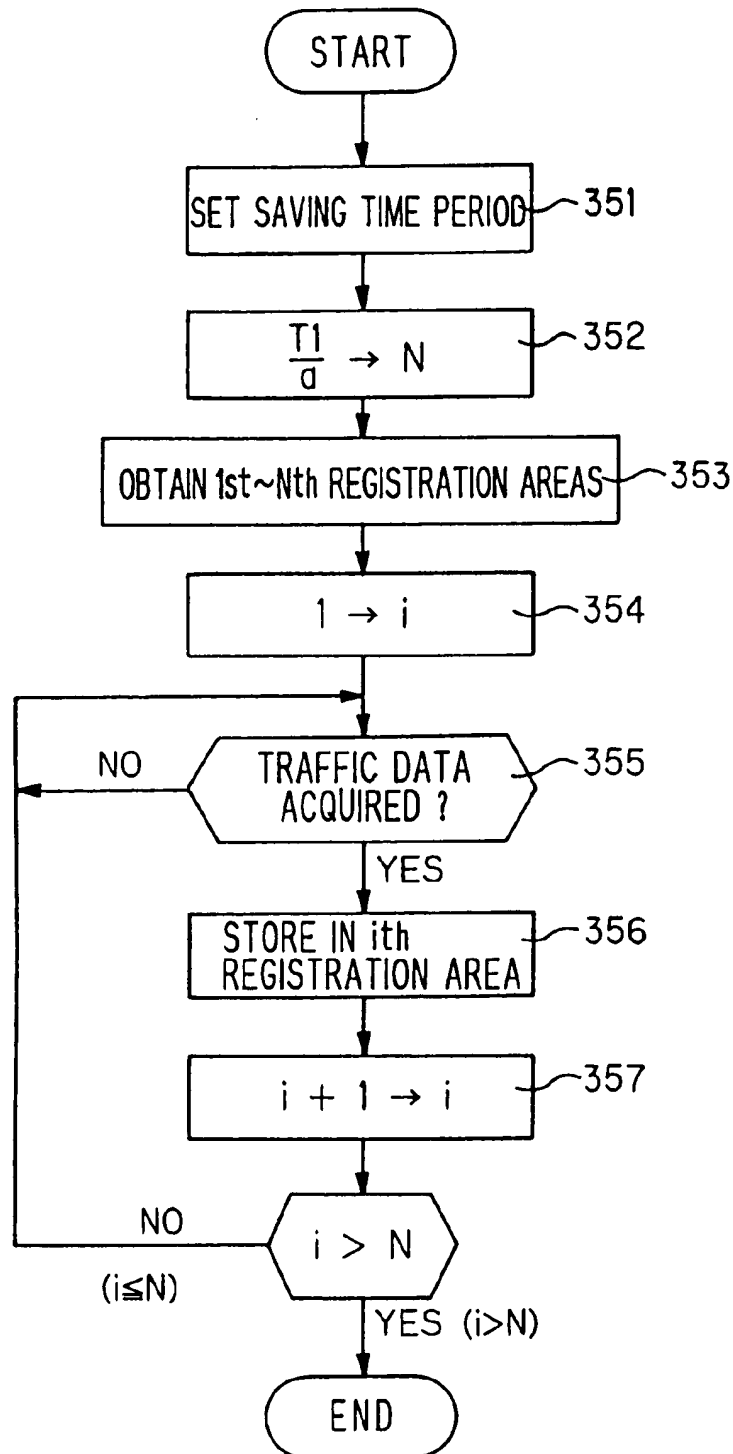 START
SET SAVING TIME PERIOD
351
T1/a → N
352
OBTAIN 1st~Nth REGISTRATION AREAS
353
1 → i
354
TRAFFIC DATA
ACQUIRED ?
355
NO
YES
STORE IN ith
REGISTRATION AREA
356
i + 1 → i
357
i > N
NO
(i≦N)
YES (i>N)
END